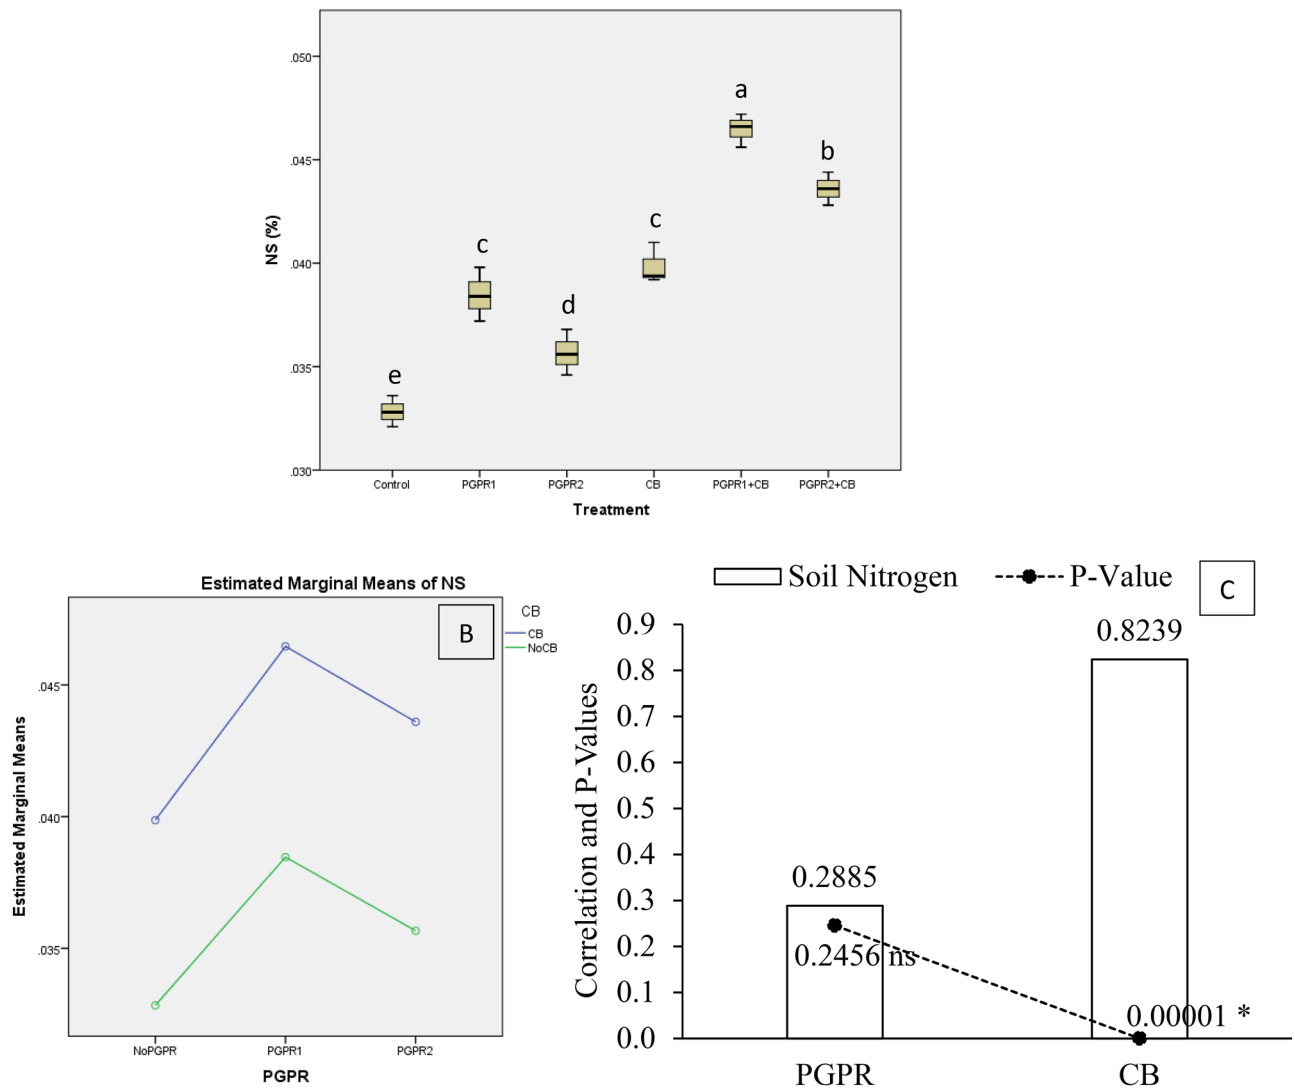 .050
.045
.040
.035
.030
NS (%)
e
c
d
c
a
b
Control
PGPR1
PGPR2
CB
PGPR1+CB
PGPR2+CB
Treatment
Estimated Marginal Means of NS
B
CB
CB
NoCB
Estimated Marginal Means
.045
.040
.035
NoPGPR
PGPR1
PGPR2
PGPR
Soil Nitrogen
P-Value
C
Correlation and P-Values
0.9
0.8
0.7
0.6
0.5
0.4
0.3
0.2
0.1
0.0
0.8239
0.2885
0.2456 ns
0.00001 *
PGPR
CB